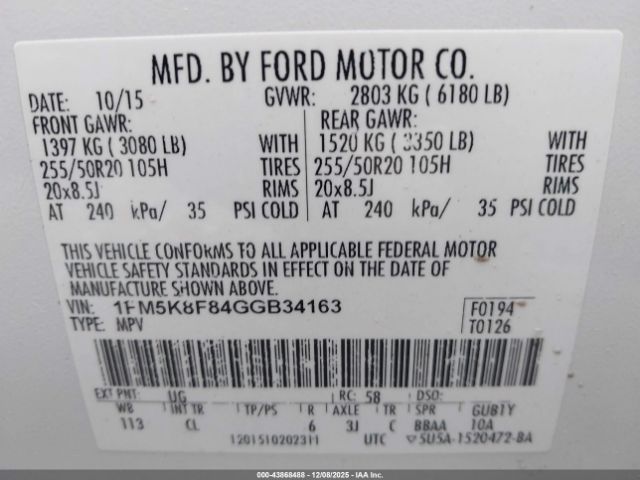 MFD. BY FORD MOTOR CO.
DATE: 10/15 GVWR: 2803 KG ( 6180 LB)
FRONT GAWR: REAR GAWR:
1397 KG ( 3080 LB) WITH 1520 KG ( 3350 LB) WITH
255/50R20 105H TIRES 255/50R20 105H TIRES
20x8.5J RIMS 20x8.5J RIMS
AT 240 kPa/ 35 PSI COLD AT 240 kPa/ 35 PSI COLD
THIS VEHICLE CONFORMS TO ALL APPLICABLE FEDERAL MOTOR
VEHICLE SAFETY STANDARDS IN EFFECT ON THE DATE OF
MANUFACTURE SHOWN ABOVE.
VIN: 1FM5K8F84GGB34163 F0194
TYPE: MPV T0126
EXT PNT: UG RC: 58 DSO:
WB INT TR TP/PS R AXLE TR SPR GUB1Y
113 CL 6 3J C BBAA 10A
1201510202311 UTC 5U5A-1520472-BA
000-43868488 - 12/08/2025 - IAAI.com